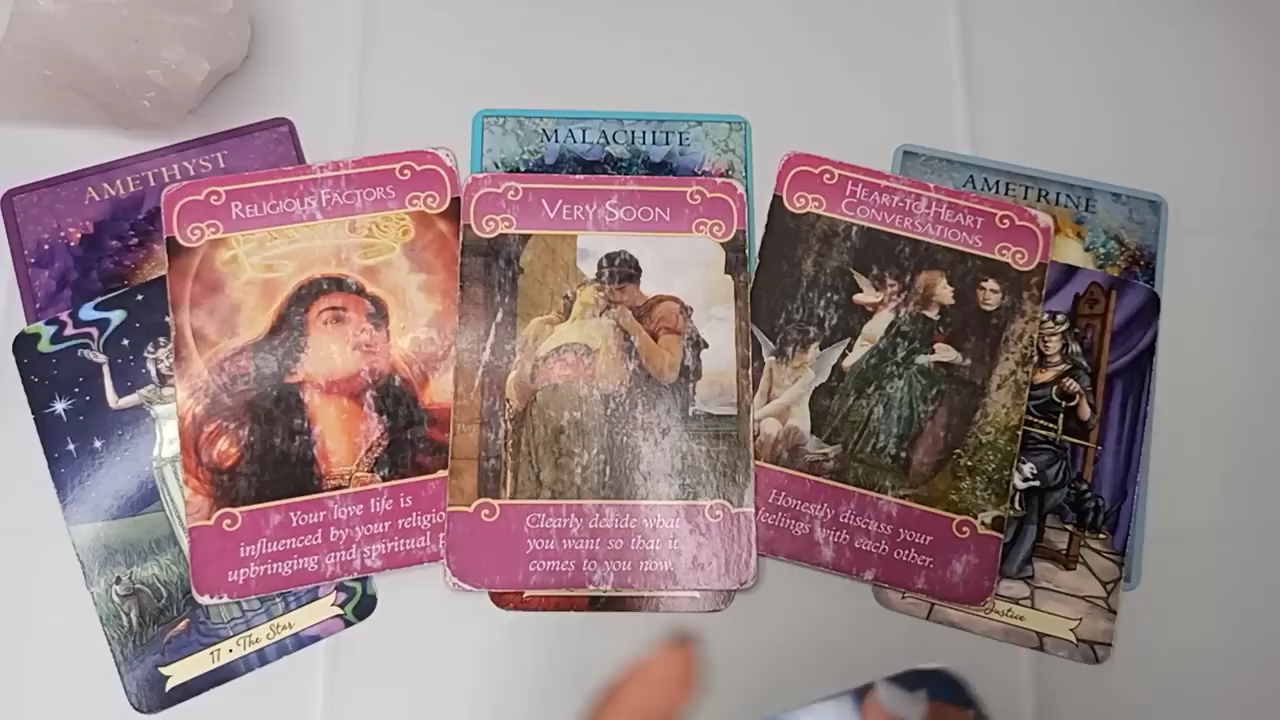 AMETHYST
RELIGIOUS FACTORS
Your love life is
influenced by your
upbringing and spiritual
17 • The Star
MALACHITE
VERY SOON
Clearly decide what
you want so that it
comes to you now.
AMETRINE
HEART-TO-HEART
CONVERSATIONS
Honestly discuss your
feelings with each other.
Justice